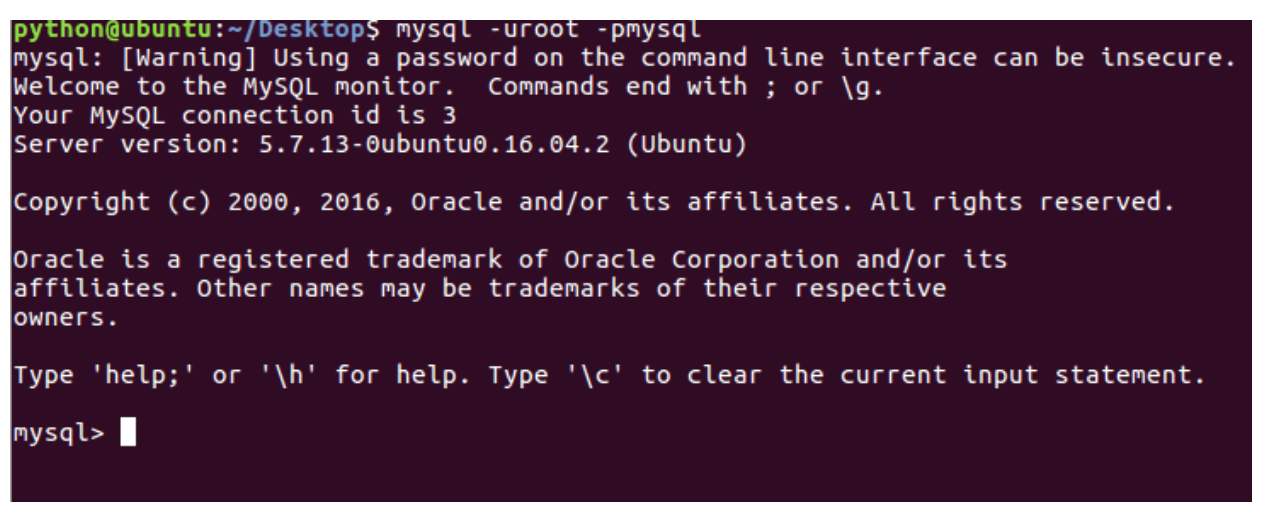 python@ubuntu:~/Desktop$ mysql -uroot -pmysql
mysql: [Warning] Using a password on the command line interface can be insecure.
Welcome to the MySQL monitor.  Commands end with ; or \g.
Your MySQL connection id is 3
Server version: 5.7.13-0ubuntu0.16.04.2 (Ubuntu)
Copyright (c) 2000, 2016, Oracle and/or its affiliates. All rights reserved.
Oracle is a registered trademark of Oracle Corporation and/or its
affiliates. Other names may be trademarks of their respective
owners.
Type 'help;' or '\h' for help. Type '\c' to clear the current input statement.
mysql>